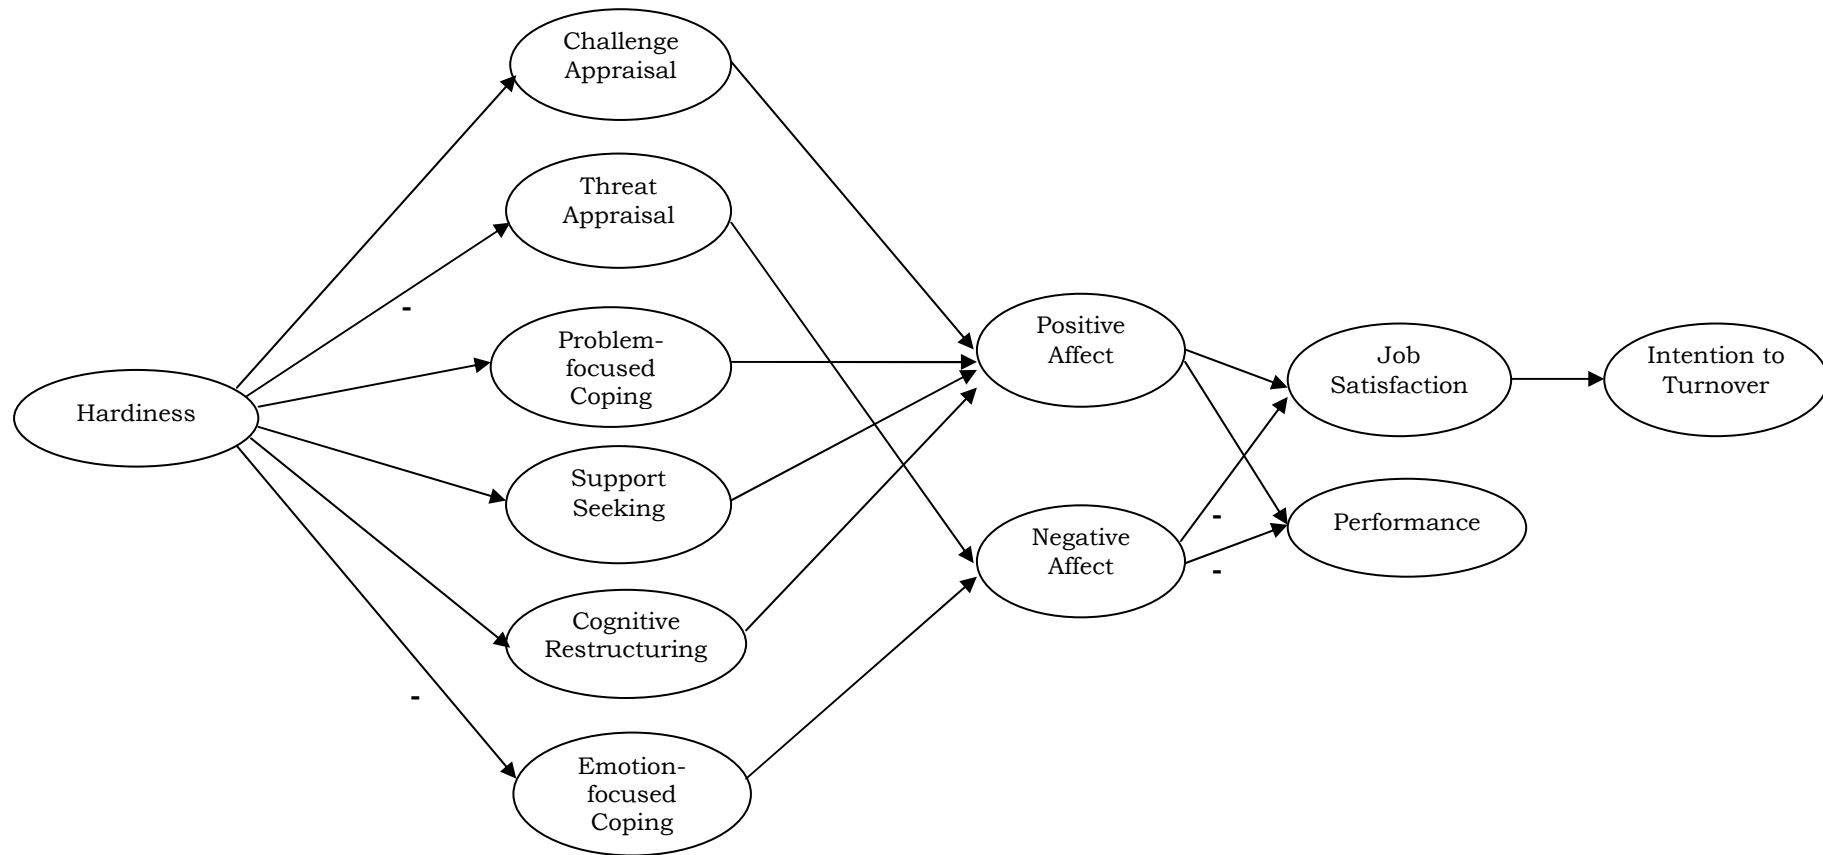 Challenge
Appraisal
Threat
Appraisal
-
Problem-
focused
Coping
Hardiness
Support
Seeking
Cognitive
Restructuring
-
Emotion-
focused
Coping
Positive
Affect
Negative
Affect
-
-
Job
Satisfaction
Performance
Intention to
Turnover